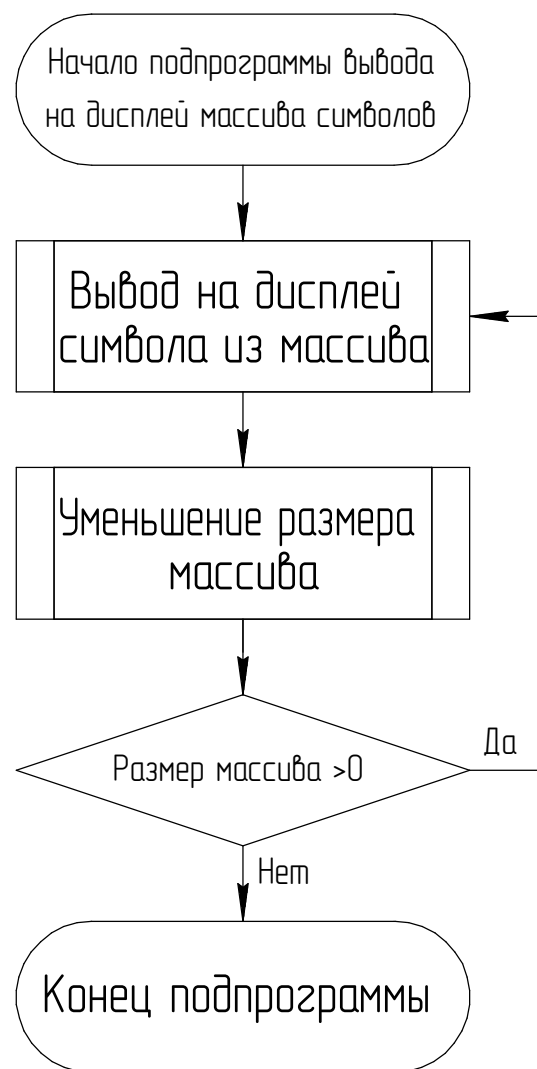 Начало подпрограммы вывода
на дисплей массива символов
Вывод на дисплей
символа из массива
Уменьшение размера
массива
Размер массива >0
Да
Нет
Конец подпрограммы